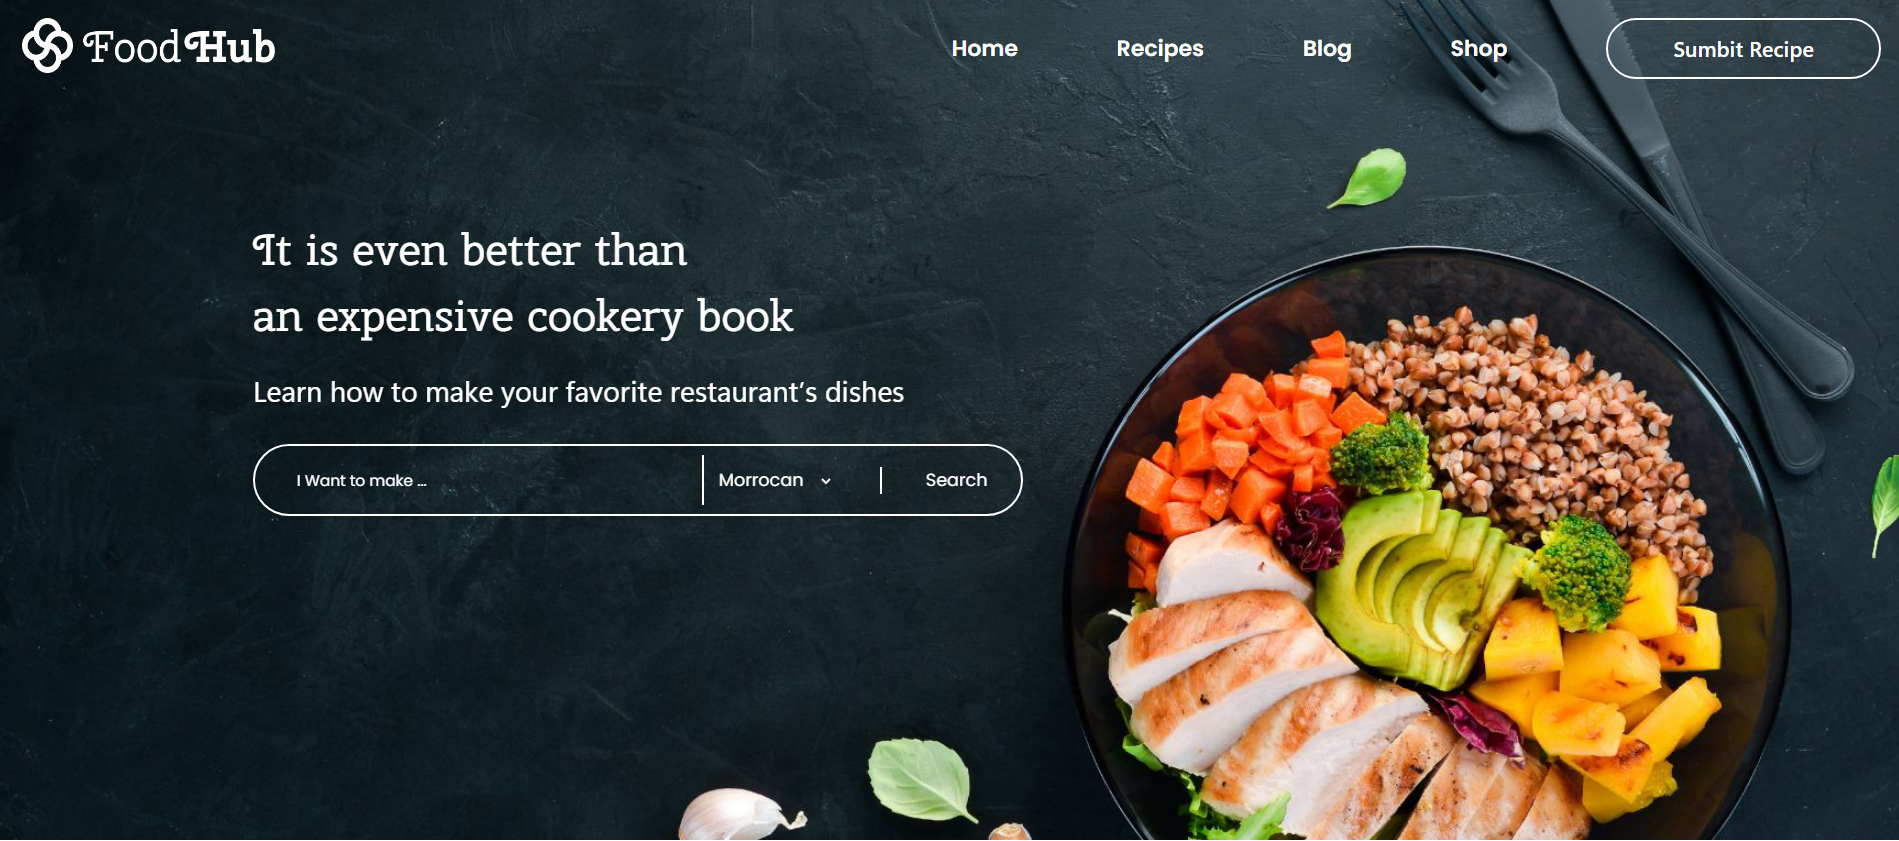 FoodHub
Home Recipes Blog Shop Sumbit Recipe
It is even better than
an expensive cookery book
Learn how to make your favorite restaurant’s dishes
I Want to make ... Morrocan Search